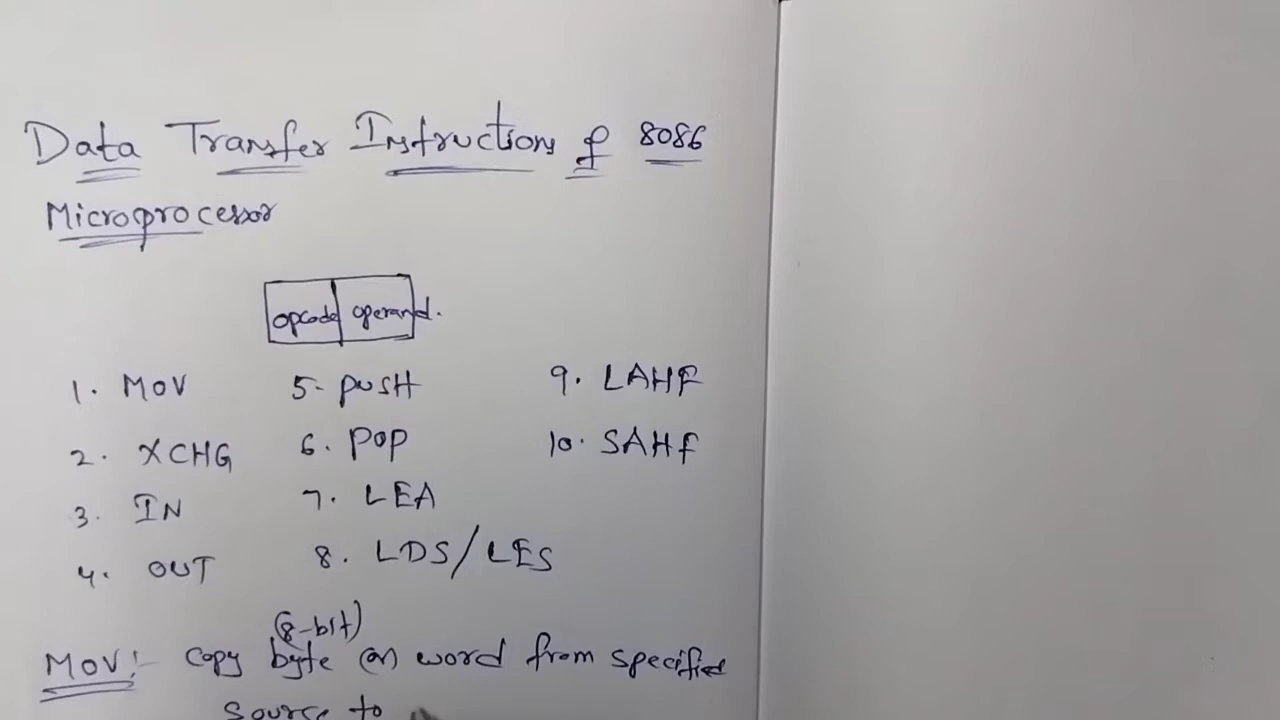 Data Transfer Instructions of 8086
Microprocessor
opcode operand.
1. MOV 5- PUSH 9. LAHF
2. XCHG 6. POP 10. SAHF
3. IN 7. LEA
4. OUT 8. LDS/LES
(8-bit)
MOV:- Copy byte (or) word from specified
source to